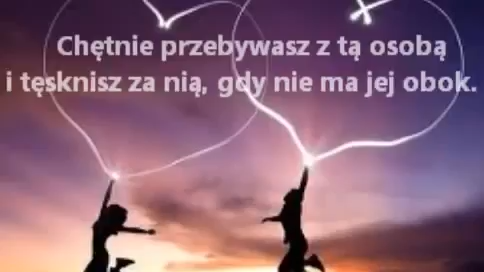 Chętnie przebywasz z tą osobą
i tęsknisz za nią, gdy nie ma jej obok.